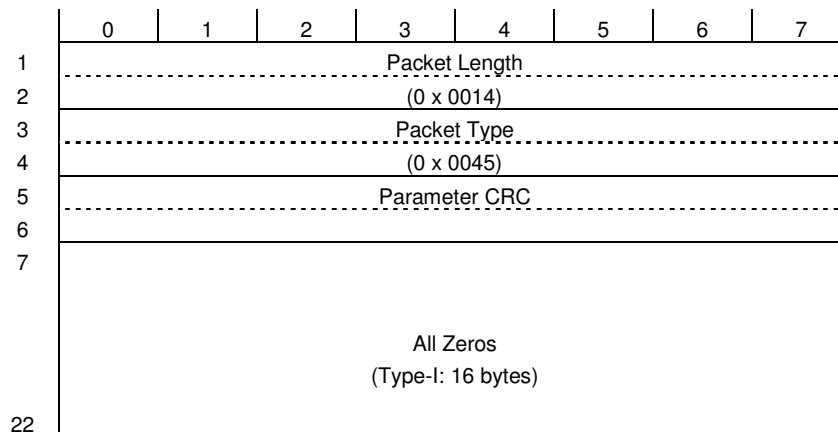 0 1 2 3 4 5 6 7
1 Packet Length
2 (0 x 0014)
3 Packet Type
4 (0 x 0045)
5 Parameter CRC
6
7
All Zeros
(Type-I: 16 bytes)
22